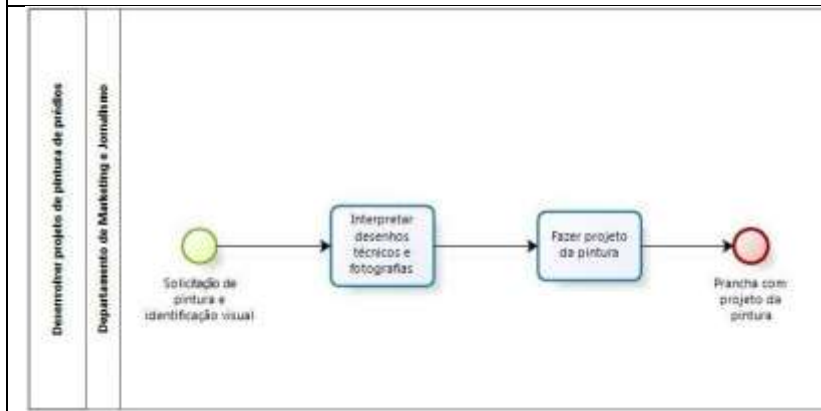 Desenvolver projeto de pintura de prédios
Departamento de Marketing e Jornalismo
Solicitação de
pintura e
identificação visual
Interpretar
desenhos
técnicos e
fotografias
Fazer projeto
da pintura
Prancha com
projeto da
pintura